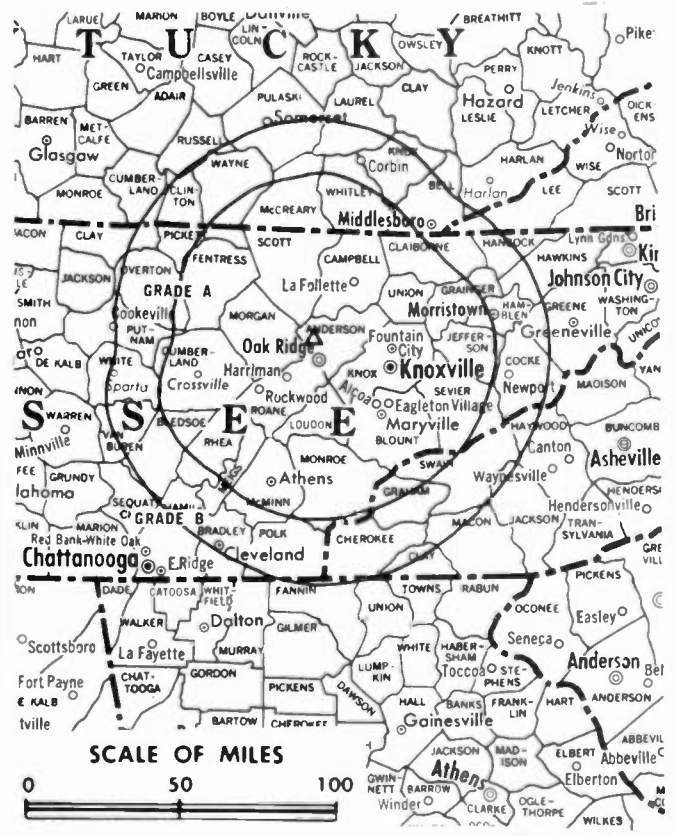 LARUE
MARION
BOYLE
Danville
LIN-
COLN
BREATHITT
T U C K Y
HART
TAYLOR
Campbellsville
CASEY
ROCK-
CASTLE
JACKSON
OWSLEY
KNOTT
Pike
GREEN
ADAIR
PULASKI
LAUREL
CLAY
PERRY
Hazard
LESLIE
LETCHER
Jenkins
DICK-
ENS
BARREN
MET-
CALFE
RUSSELL
Somerset
Wise
Glasgaw
WAYNE
KNOX
Corbin
HARLAN
WISE
Norton
MONROE
CUMBER-
LAND
CLIN-
TON
WHITLEY
BELL
Harlan
LEE
SCOTT
McCREARY
Middlesboro
Bri
MACON
CLAY
PICKETT
SCOTT
CLAIBORNE
HANCOCK
HAWKINS
Lynn Gdns
Kin
JACKSON
OVERTON
FENTRESS
CAMPBELL
GRADE A
La Follette
UNION
GRAINGER
Johnson City
SMITH
Cookeville
PUT-
NAM
MORGAN
ANDERSON
Morristown
HAM-
BLEN
GREENE
WASHING-
TON
Greeneville
UNICO
DE KALB
WHITE
CUMBER-
LAND
Oak Ridge
Fountain
City
JEFFER-
SON
Sparta
Crossville
Harriman
KNOX
Knoxville
COCKE
Newport
MADISON
YAN
Rockwood
ROANE
Alcoa
SEVIER
Eagleton Village
Maryville
S S E E
WARREN
Minnville
VAN
BUREN
BLEDSOE
RHEA
LOUDON
BLOUNT
HAYWOOD
BUNCOMB
Canton
Asheville
GRUNDY
MONROE
SWAIN
Waynesville
Athens
GRAHAM
HENDERS
Hendersonville
SEQUAT
McMINN
GRADE B
MARION
Red Bank-White Oak
BRADLEY
POLK
CHEROKEE
MACON
JACKSON
TRAN-
SYLVANIA
Chattanooga
E.Ridge
Cleveland
CLAY
DADE
CATOOSA
WHIT-
FIELD
FANNIN
TOWNS
RABUN
PICKENS
WALKER
Dalton
UNION
OCONEE
Easley
Scottsboro
La Fayette
MURRAY
GILMER
WHITE
HABER-
SHAM
Seneca
Anderson
LUMP-
KIN
Toccoa
STE-
PHENS
Fort Payne
CHAT-
TOOGA
GORDON
PICKENS
DAWSON
HALL
BANKS
FRANK-
LIN
HART
ANDERSON
BARTOW
CHEROKEE
Gainesville
JACKSON
MAD-
ISON
ELBERT
Abbeville
Elberton
Athens
GWIN-
NETT
BARROW
Winder
CLARKE
OGLE-
THORPE
WILKES
SCALE OF MILES
0 50 100